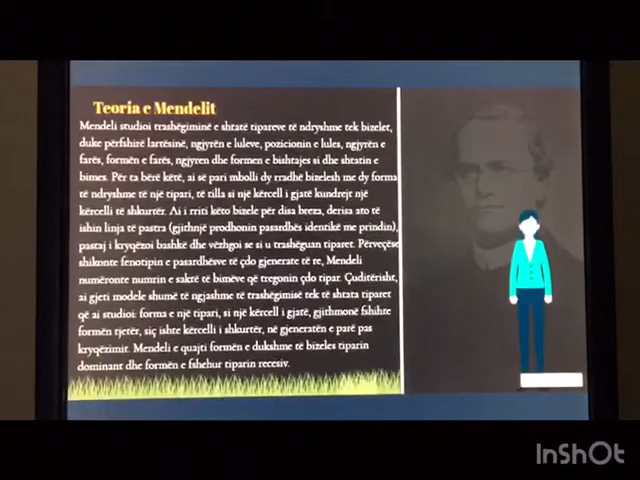 Teoria e Mendelit
Mendeli studioi trashëgiminë e shtatë tipareve të ndryshme tek bizelet,
duke përfshirë lartësinë, ngjyrën e luleve, pozicionin e lules, ngjyrën e
farës, formën e farës, ngjyren dhe formen e bishtajes si dhe shtatin e
bimes. Për ta bërë këtë, ai së pari mbolli dy rradhë bizelesh me dy forma
të ndryshme të një tipari, të tilla si një kërcell i gjatë kundrejt një
kërcelli të shkurtër. Ai i rriti këto bizele për disa breza, derisa ato të
ishin linja të pastra (gjithnjë prodhonin pasardhës identikë me prindin),
pastaj i kryqëzoi bashke dhe vëzhgoi se si u trashëguan tiparet. Përveçëse
shikonte fenotipin e pasardhësve të çdo gjenerate të re, Mendeli
numëronte numrin e saktë të bimëve që tregonin çdo tipar. Çuditërisht,
ai gjeti modele shumë të ngjashme të trashëgimisë tek të shtata tiparet
që ai studioi: forma e një tipari, si një kërcell i gjatë, gjithmonë fshihte
formën tjetër, siç ishte kërcelli i shkurtër, në gjeneratën e parë pas
kryqëzimit. Mendeli e quajti formën e dukshme të bizeles tiparin
dominant dhe formën e fshehur tiparin recesiv.
InShOt